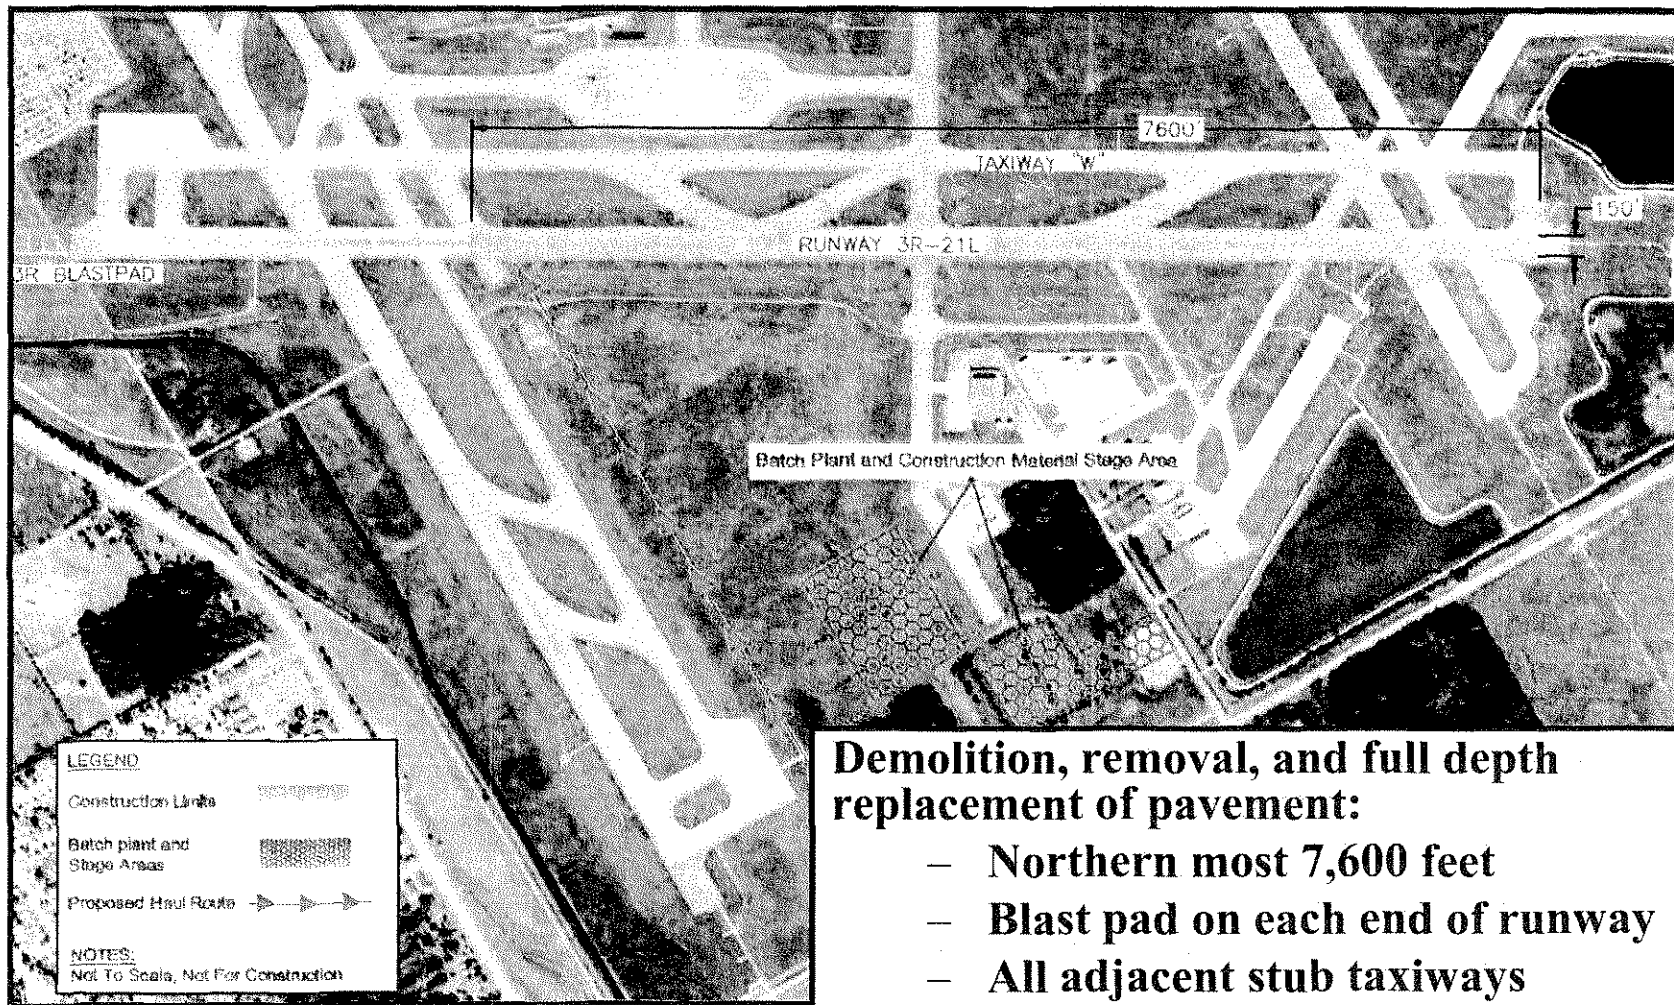 7600'
TAXIWAY "W"
150'
RUNWAY 3R-21L
3R BLASTPAD
Batch Plant and Construction Material Stage Area
LEGEND
Construction Limits
Batch plant and
Stage Areas
Proposed Haul Route
NOTES:
Not To Scale, Not For Construction
Demolition, removal, and full depth
replacement of pavement:
– Northern most 7,600 feet
– Blast pad on each end of runway
– All adjacent stub taxiways